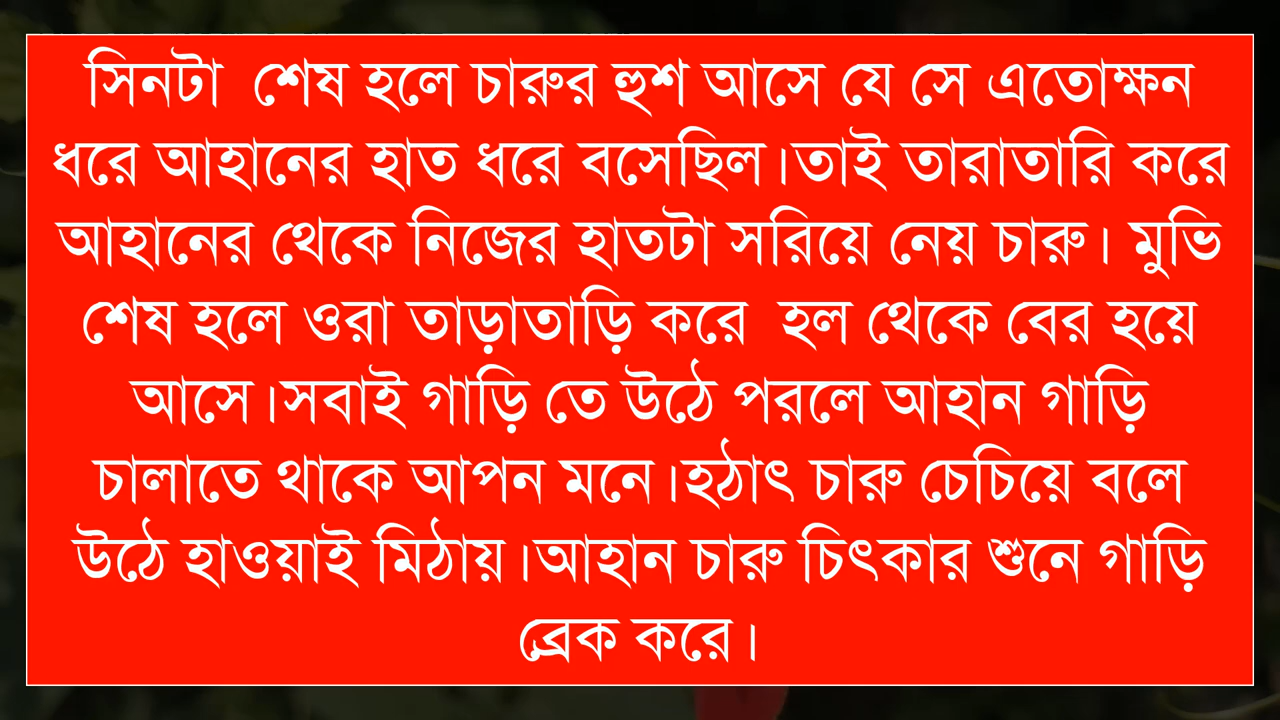 সিনটা শেষ হলে চারুর হুশ আসে যে সে এতোক্ষন
ধরে আহানের হাত ধরে বসেছিল।তাই তারাতারি করে
আহানের থেকে নিজের হাতটা সরিয়ে নেয় চারু। মুভি
শেষ হলে ওরা তাড়াতাড়ি করে হল থেকে বের হয়ে
আসে।সবাই গাড়ি তে উঠে পরলে আহান গাড়ি
চালাতে থাকে আপন মনে।হঠাৎ চারু চেচিয়ে বলে
উঠে হাওয়াই মিঠায়।আহান চারু চিৎকার শুনে গাড়ি
ব্রেক করে।